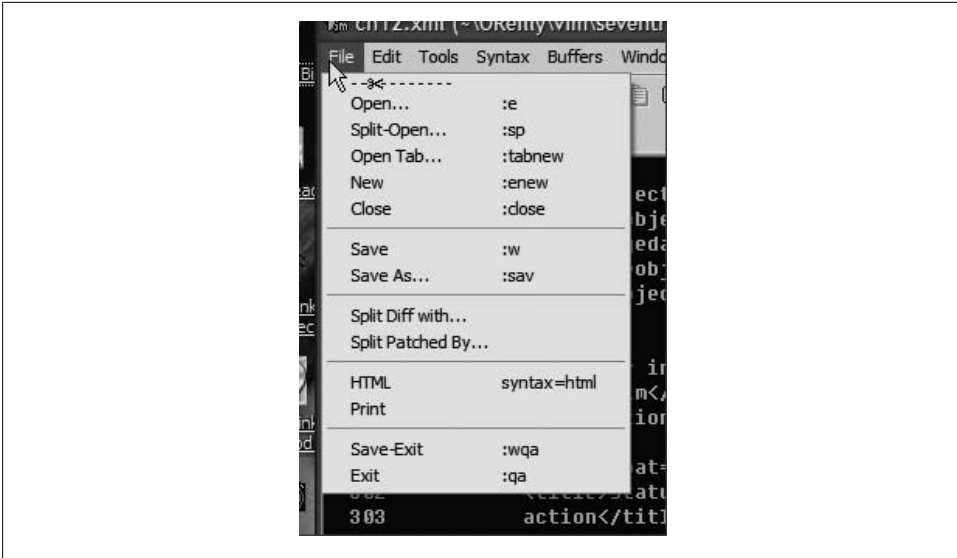 File Edit Tools Syntax Buffers
Open... :e
Split-Open... :sp
Open Tab... :tabnew
New :enew
Close :close
Save :w
Save As... :sav
Split Diff with...
Split Patched By...
HTML syntax=html
Print
Save-Exit :wqa
Exit :qa
303 action</titl